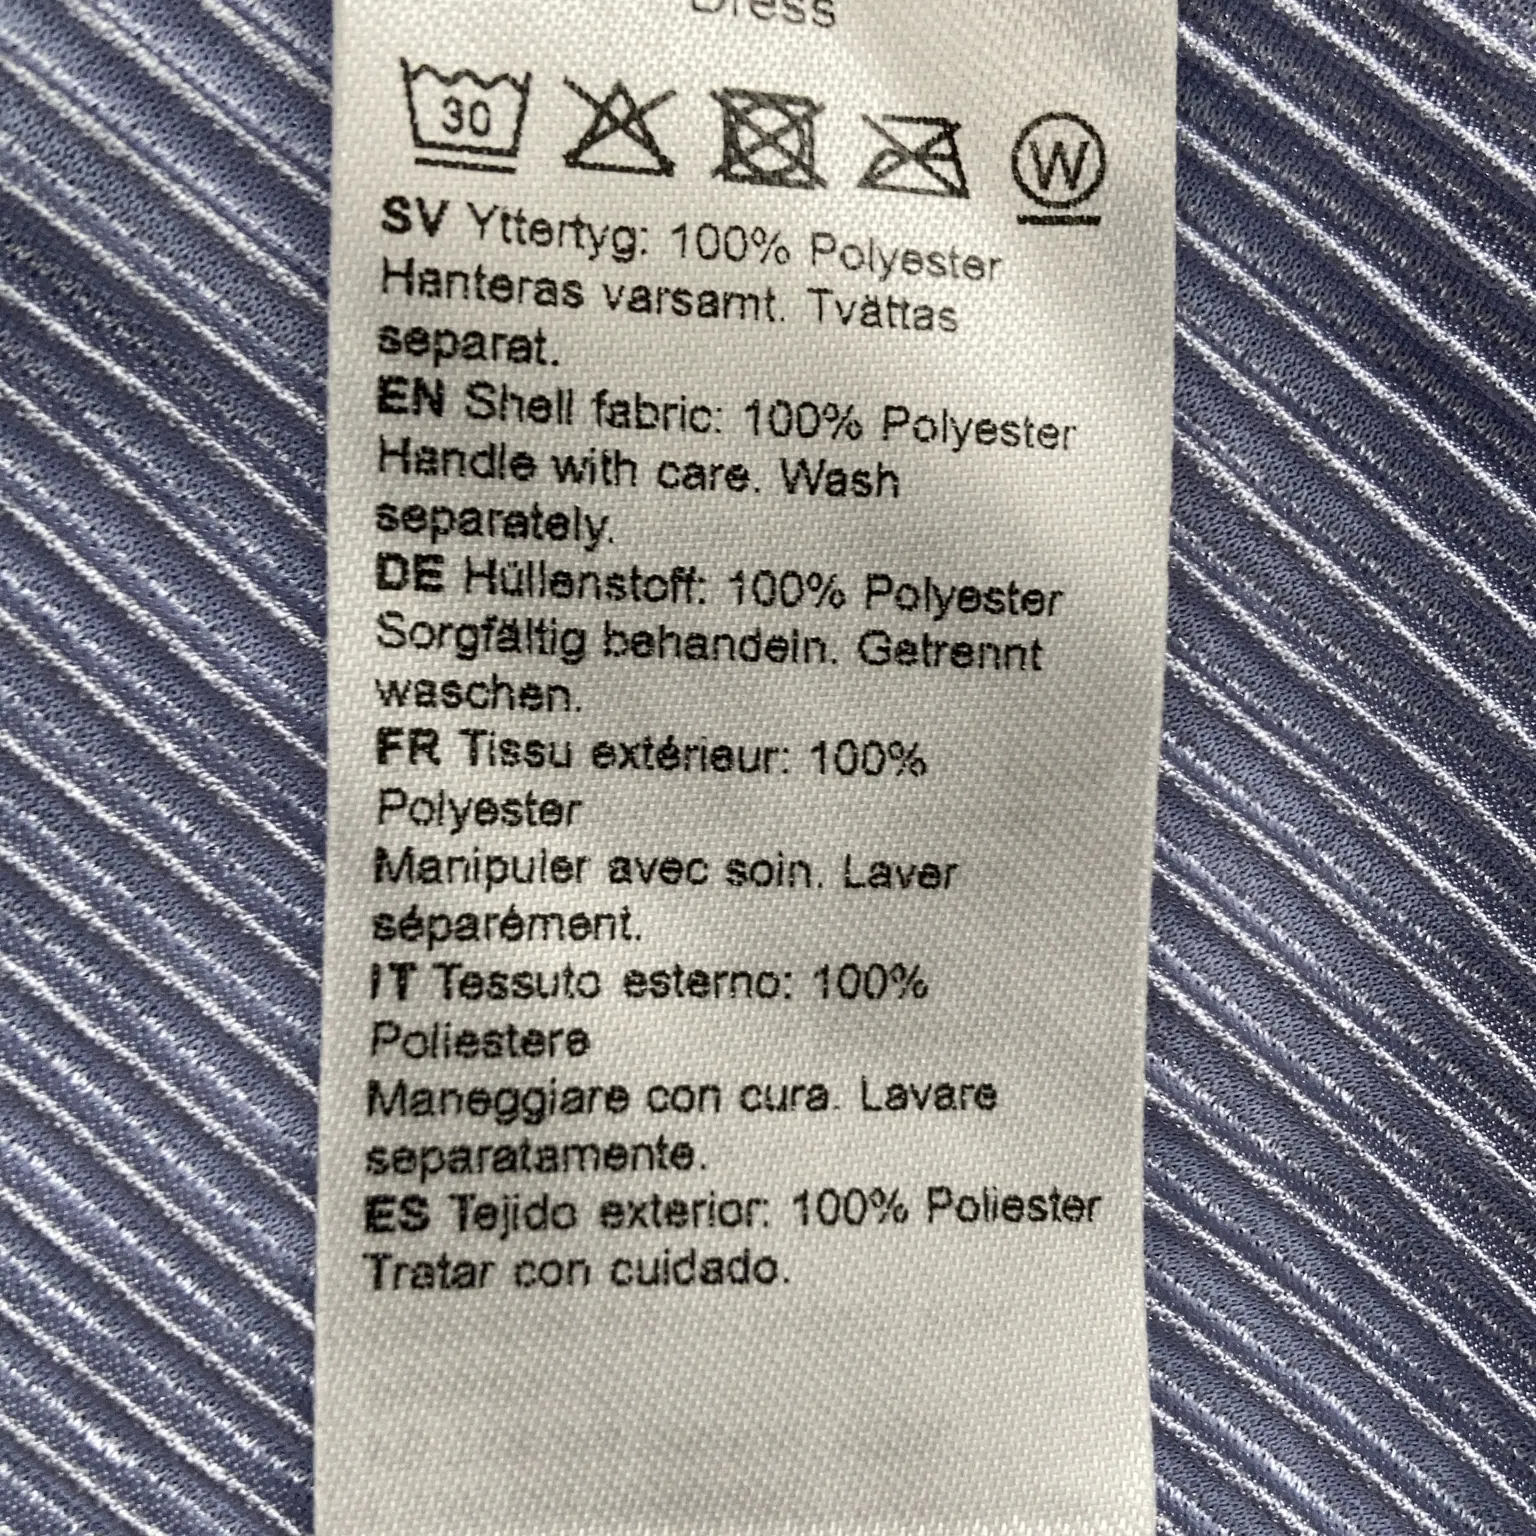 Dress
30
W
SV Yttertyg: 100% Polyester
Hanteras varsamt. Tvättas
separat.
EN Shell fabric: 100% Polyester
Handle with care. Wash
separately.
DE Hüllenstoff: 100% Polyester
Sorgfältig behandeln. Getrennt
waschen.
FR Tissu extérieur: 100%
Polyester
Manipuler avec soin. Laver
séparément.
IT Tessuto esterno: 100%
Poliestere
Maneggiare con cura. Lavare
separatamente.
ES Tejido exterior: 100% Poliester
Tratar con cuidado.